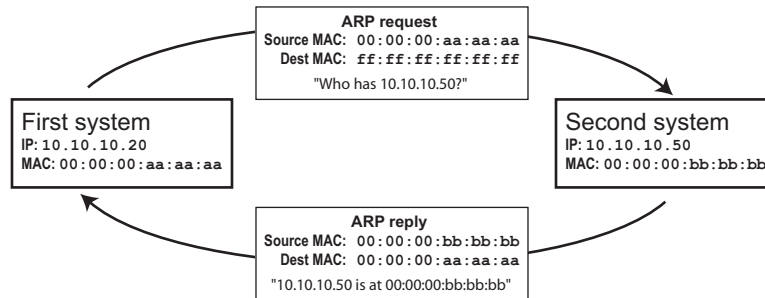 ARP request
Source MAC: 00:00:00:aa:aa:aa
Dest MAC: ff:ff:ff:ff:ff:ff
"Who has 10.10.10.50?"
First system
IP: 10.10.10.20
MAC: 00:00:00:aa:aa:aa
Second system
IP: 10.10.10.50
MAC: 00:00:00:bb:bb:bb
ARP reply
Source MAC: 00:00:00:bb:bb:bb
Dest MAC: 00:00:00:aa:aa:aa
"10.10.10.50 is at 00:00:00:bb:bb:bb"